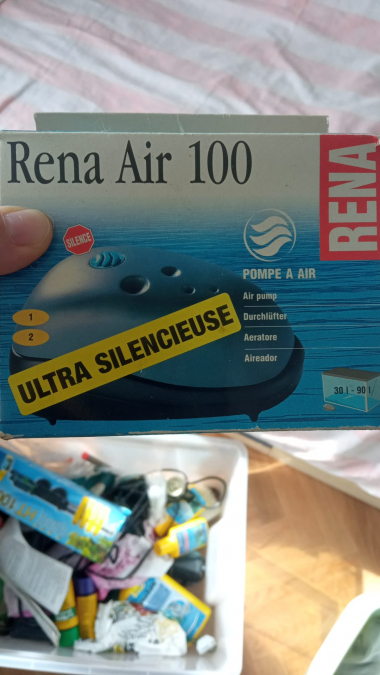 Rena Air 100
RENA
SILENCE
POMPE A AIR
Air pump
Durchlüfter
Aeratore
Aireador
1
2
ULTRA SILENCIEUSE
30 l - 90 l